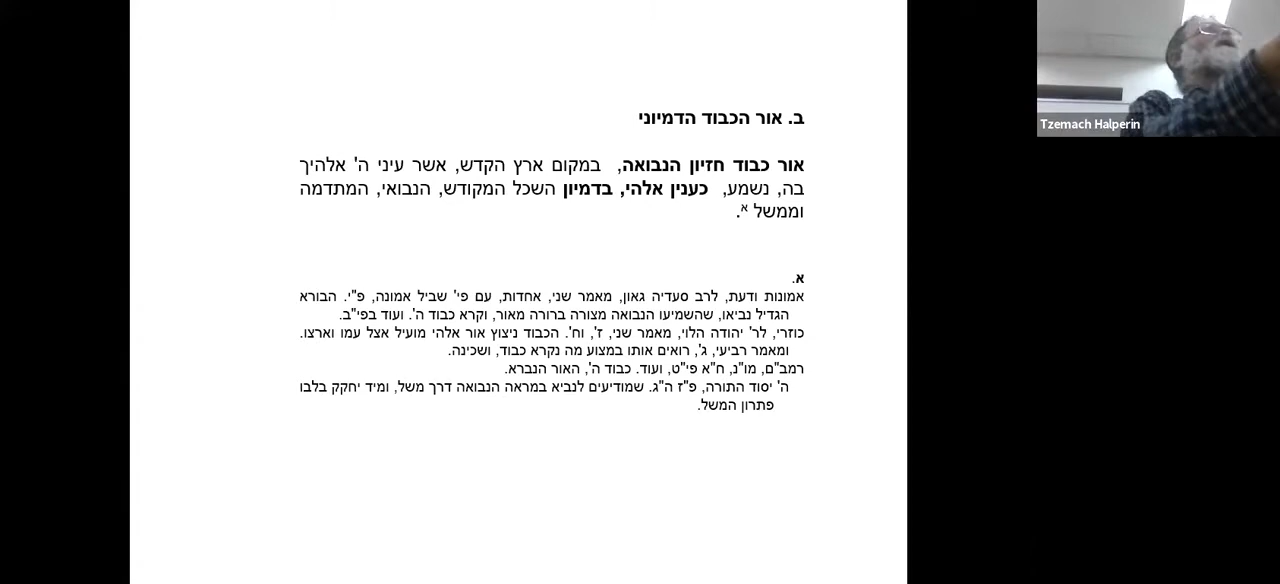 ב. אור הכבוד הדמיוני
אור כבוד חזיון הנבואה, במקום ארץ הקדש, אשר עיני ה' אלהיך
בה, נשמע, כענין אלהי, בדמיון השכל המקודש, הנבואי, המתדמה
וממשל א.
א.
אמונות ודעת, לרב סעדיה גאון, מאמר שני, אחדות, עם פי' שביל אמונה, פ"י. הבורא
הגדיל נביאו, שהשמיעו הנבואה מצורה ברורה מאור, וקרא כבוד ה'. ועוד בפי"ב.
כוזרי, לר' יהודה הלוי, מאמר שני, ז', וח'. הכבוד ניצוץ אור אלהי מועיל אצל עמו וארצו.
ומאמר רביעי, ג', רואים אותו במצוע מה נקרא כבוד, ושכינה.
רמב"ם, מו"נ, ח"א פי"ט, ועוד. כבוד ה', האור הנברא.
ה' יסוד התורה, פ"ז ה"ג. שמודיעים לנביא במראה הנבואה דרך משל, ומיד יחקק בלבו
פתרון המשל.
Tzemach Halperin